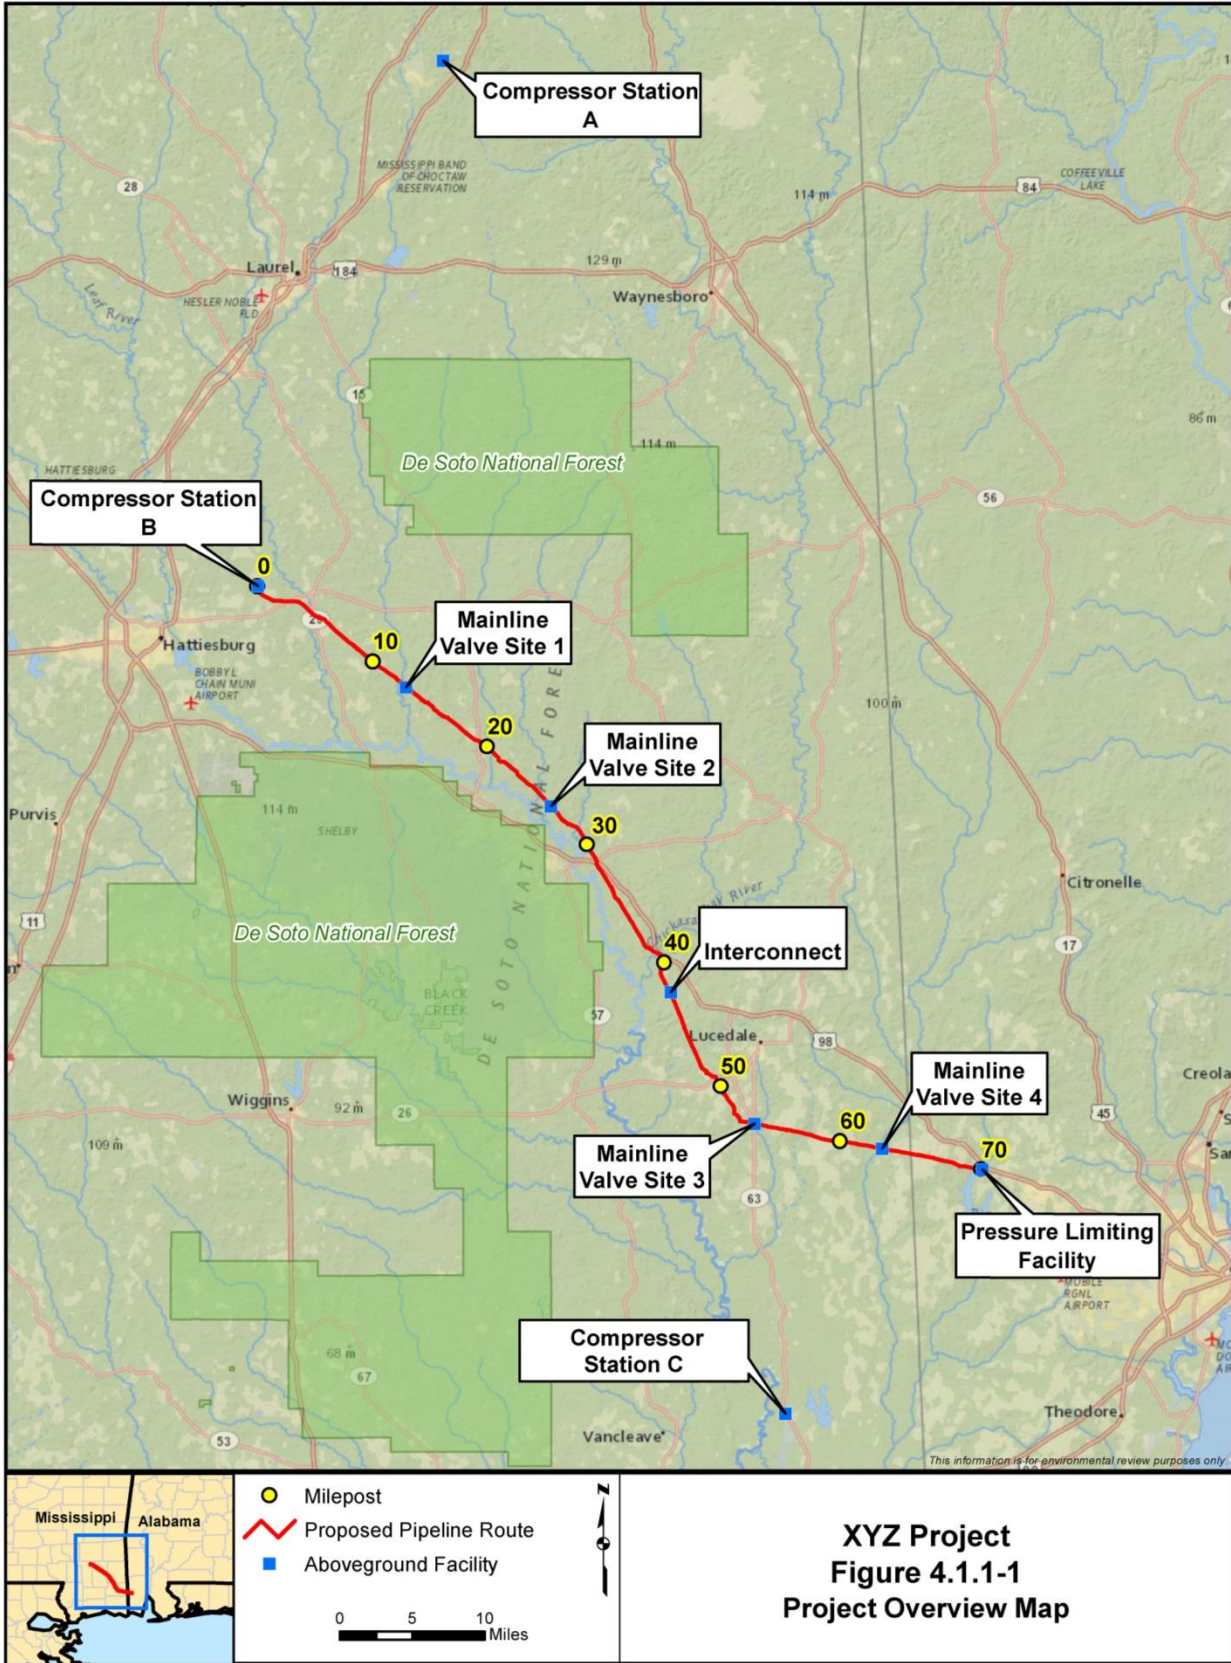 Compressor Station
A
MISSISSIPPI BAND
OF CHOCTAW
RESERVATION
COFFEEVILLE
LAKE
28
84
114 m
Laurel
184
129 m
Waynesboro
HESLER NOBLE
FLD
Leaf River
15
86 m
114 m
De Soto National Forest
HATTIESBURG
56
Compressor Station
B
0
29
Mainline
Valve Site 1
10
Hattiesburg
BOBBY L
CHAIN MUNI
AIRPORT
100 m
20
Mainline
Valve Site 2
DE SOTO NATIONAL FORE
114 m
Purvis
SHELBY
30
Citronelle
11
De Soto National Forest
River
40
Interconnect
17
BLACK
CREEK
57
Lucedale
98
50
Mainline
Valve Site 4
Creola
Wiggins
92 m
26
45
60
109 m
Mainline
Valve Site 3
70
63
Pressure Limiting
Facility
MOBILE
RGNL
AIRPORT
Compressor
Station C
68 m
67
Theodore
53
Vancleave
This information is for environmental review purposes only
Mississippi
Alabama
Milepost
Proposed Pipeline Route
Aboveground Facility
0 5 10
Miles
N
XYZ Project
Figure 4.1.1-1
Project Overview Map